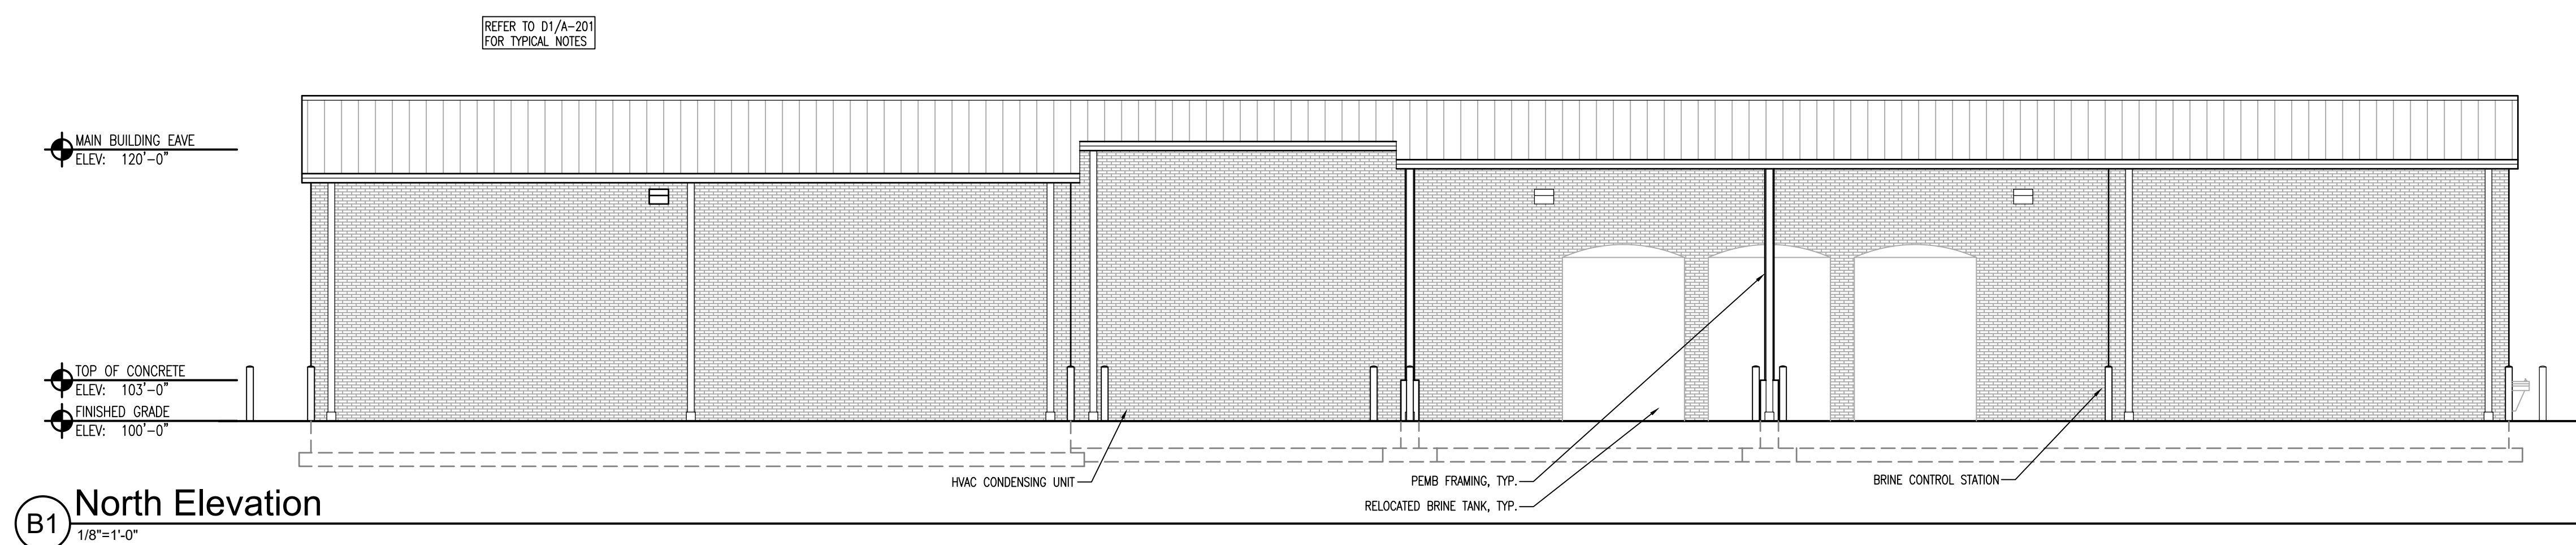 REFER TO D1/A-201
FOR TYPICAL NOTES
MAIN BUILDING EAVE
ELEV: 120'-0"
TOP OF CONCRETE
ELEV: 103'-0"
FINISHED GRADE
ELEV: 100'-0"
HVAC CONDENSING UNIT
PEMB FRAMING, TYP.
RELOCATED BRINE TANK, TYP.
BRINE CONTROL STATION
B1 North Elevation
1/8"=1'-0"